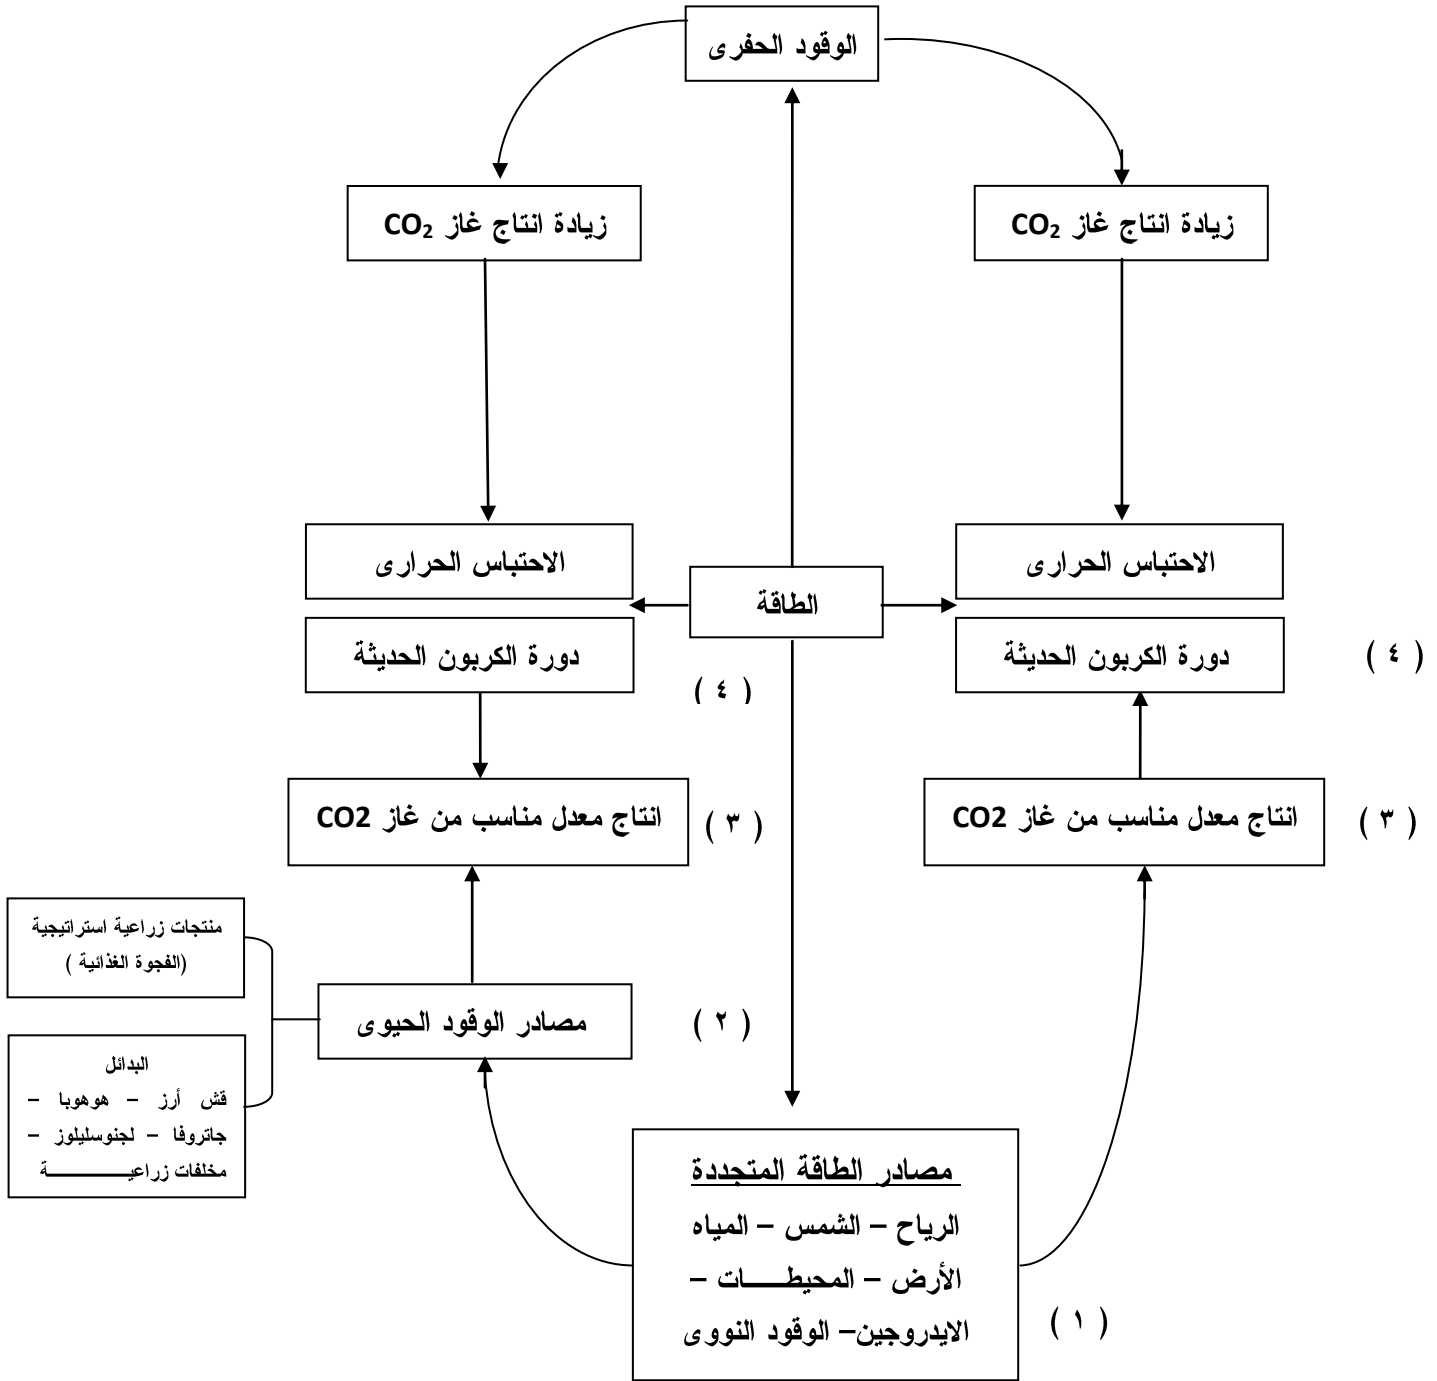 الوقود الحفرى
زيادة انتاج غاز CO₂
زيادة انتاج غاز CO₂
الاحتباس الحرارى
الاحتباس الحرارى
الطاقة
دورة الكربون الحديثة
( ٤ )
دورة الكربون الحديثة
( ٤ )
انتاج معدل مناسب من غاز CO2
( ٣ )
انتاج معدل مناسب من غاز CO2
( ٣ )
منتجات زراعية استراتيجية
(الفجوة الغذائية )
مصادر الوقود الحيوى
( ٢ )
البدائل
قش أرز – هوهوبا –
جاتروفا – لجنوسليلوز –
مخلفات زراعيـــــــــــة
مصادر الطاقة المتجددة
الرياح – الشمس – المياه
الأرض – المحيطــــات –
الايدروجين– الوقود النووى
( ١ )